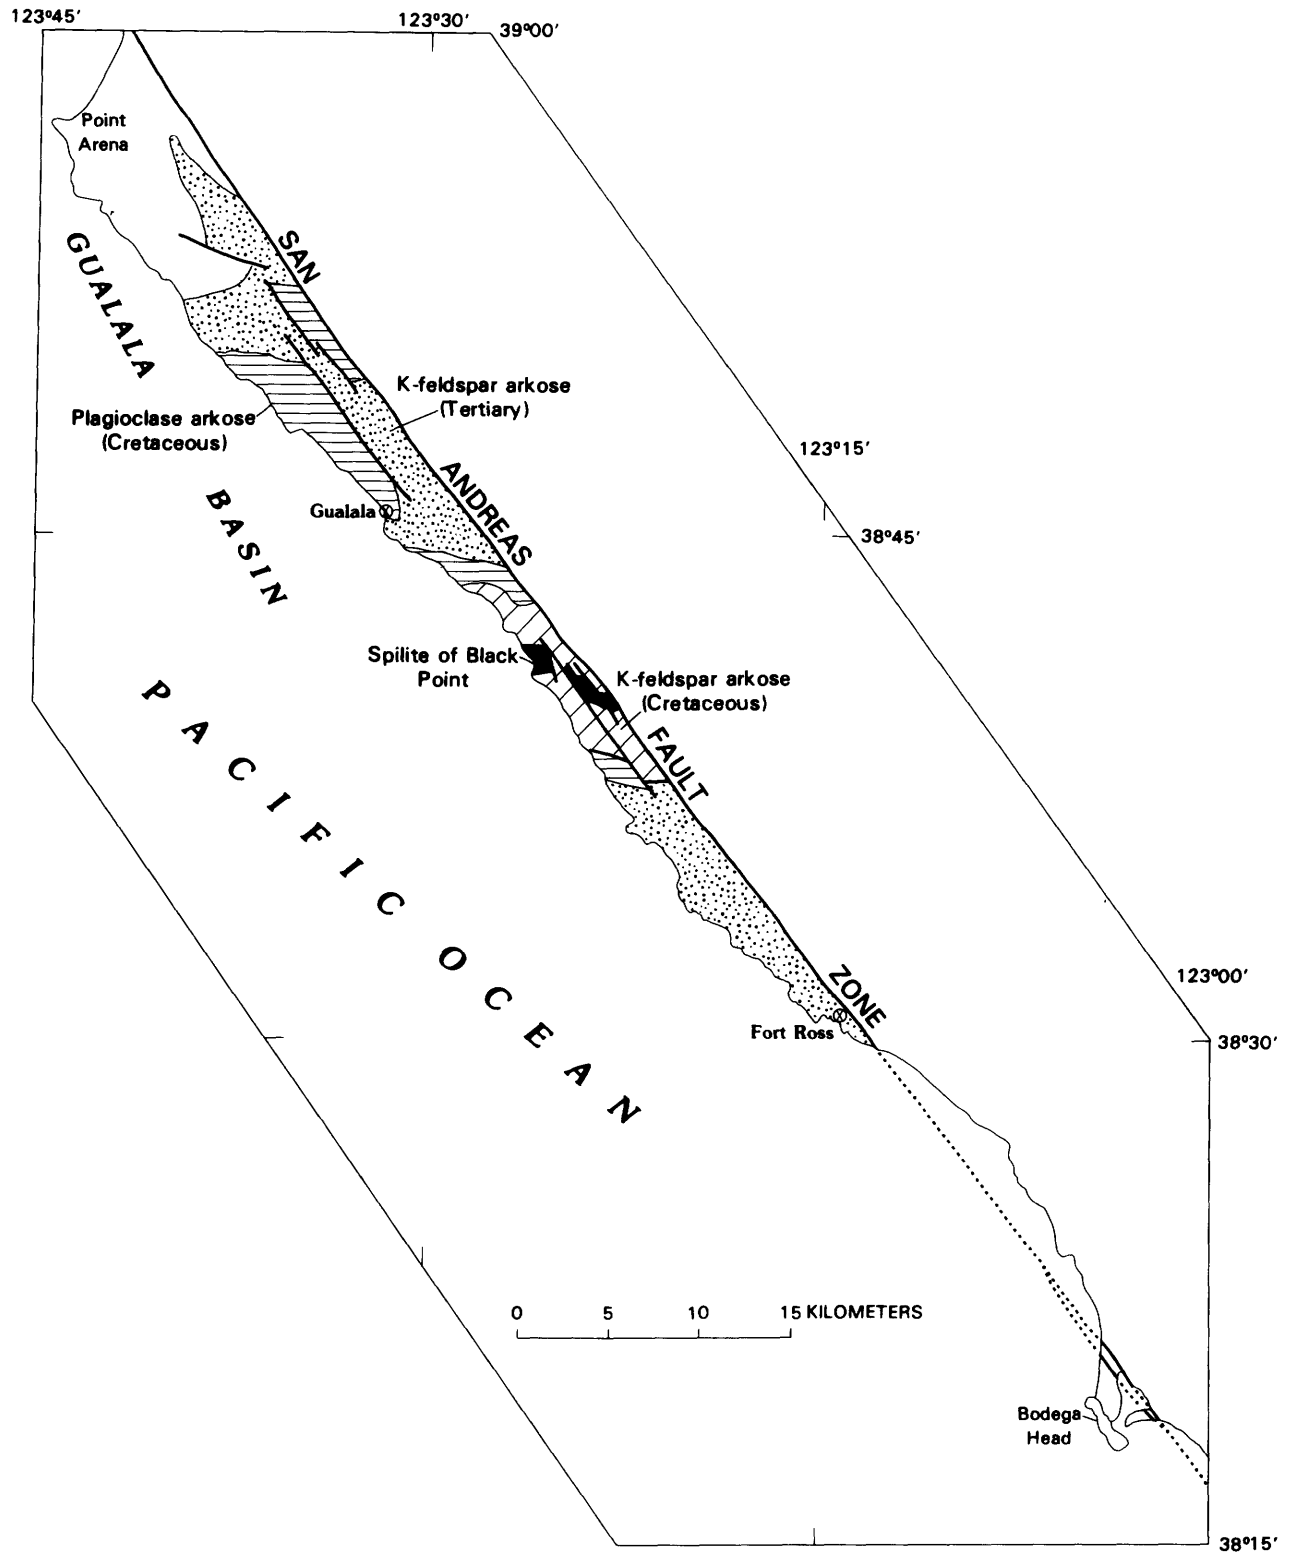 123°45′
123°30′
39°00′
Point
Arena
SAN
GUALALA
K-feldspar arkose
(Tertiary)
Plagioclase arkose
(Cretaceous)
123°15′
ANDREAS
BASIN
Gualala
38°45′
Spilite of Black
Point
K-feldspar arkose
(Cretaceous)
PACIFIC OCEAN
FAULT
ZONE
123°00′
Fort Ross
38°30′
0 5 10 15 KILOMETERS
Bodega
Head
38°15′